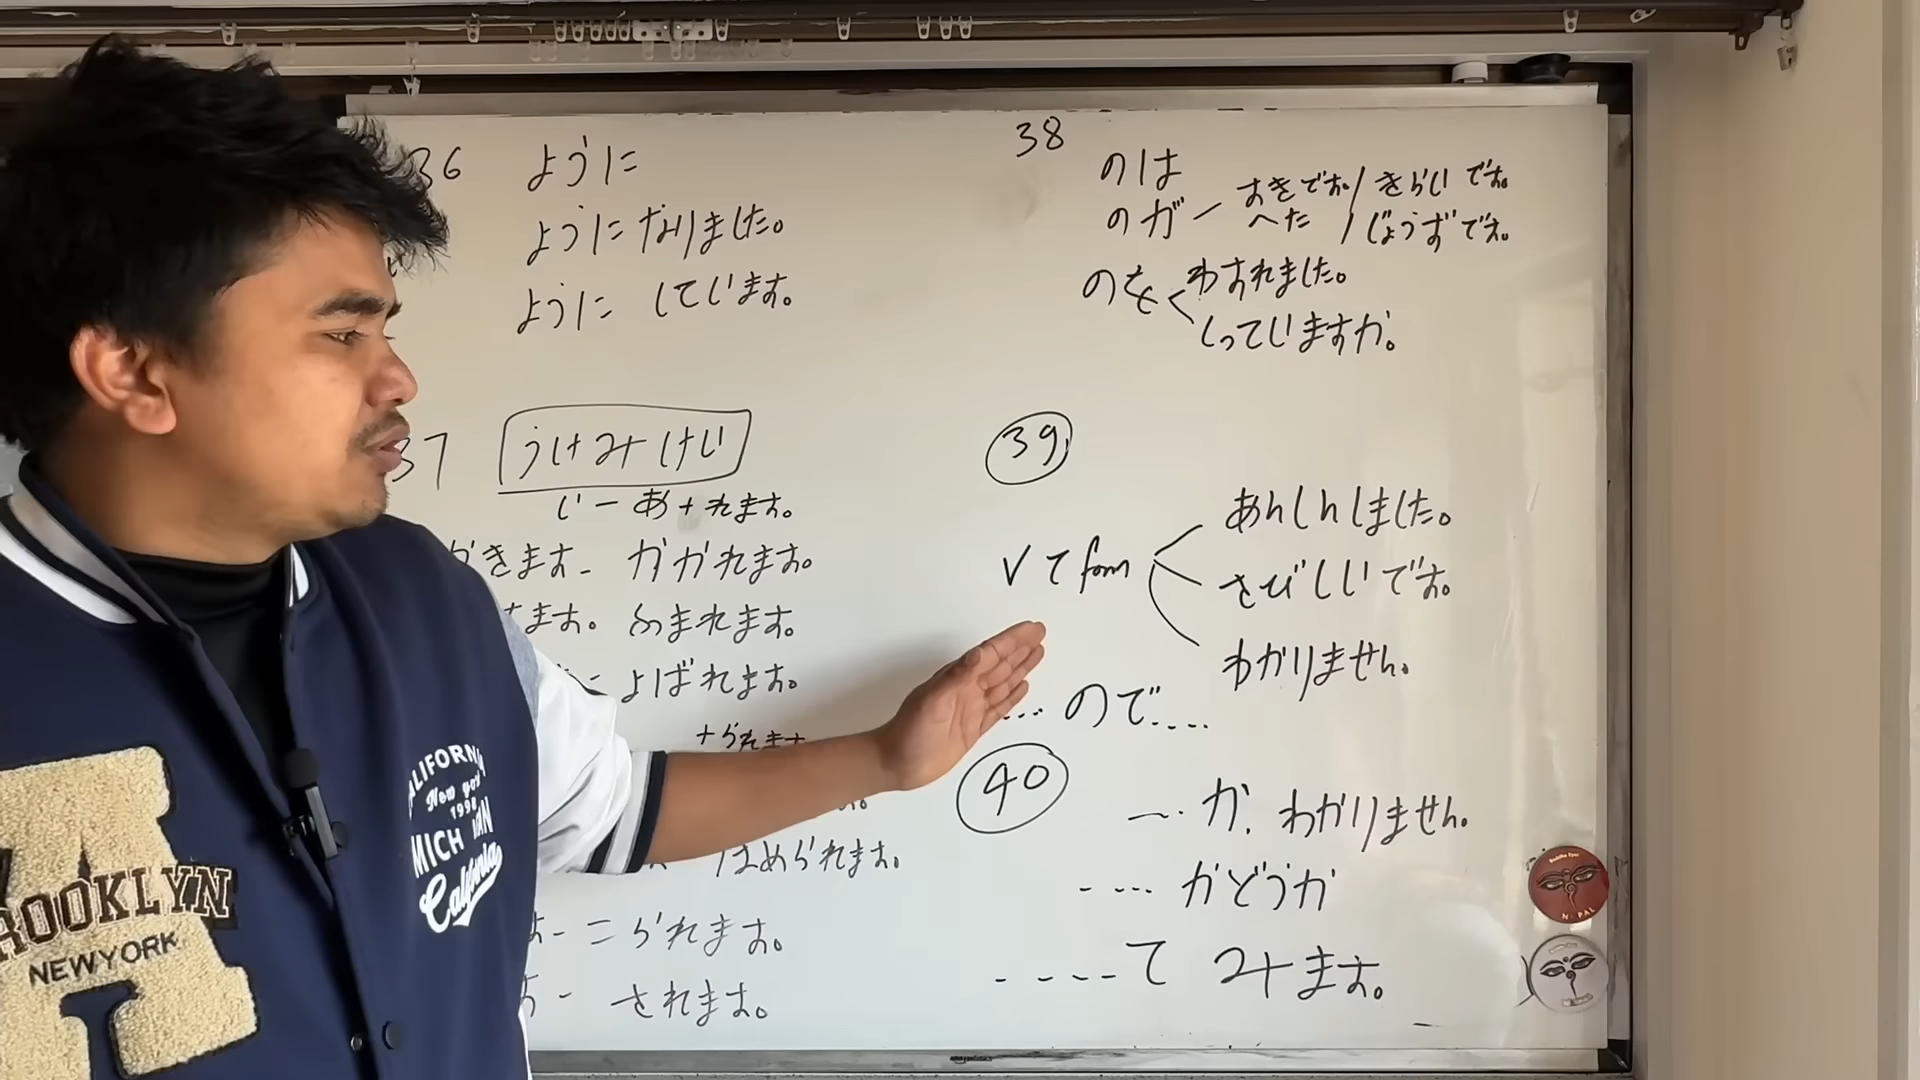 36 ように
ようになりました。
ように しています。
37 うけみけい
い ー あ + れます。
かきます - かかれます。
ます。 ふまれます。
- よばれます。
+ られます
ほめられます。
- こられます。
- されます。
38
のは
のが ー すきです。/ きらいです。
へた / じょうずです。
のを < わすれました。
しっていますか。
39
V て form
あんしんしました。
さびしいです。
わかりません。
... ので ....
40
か、わかりません。
.... かどうか
---- て みます。
CALIFORNIA
New york
1998
MICHIGAN
California
BROOKLYN
NEWYORK
NEPAL